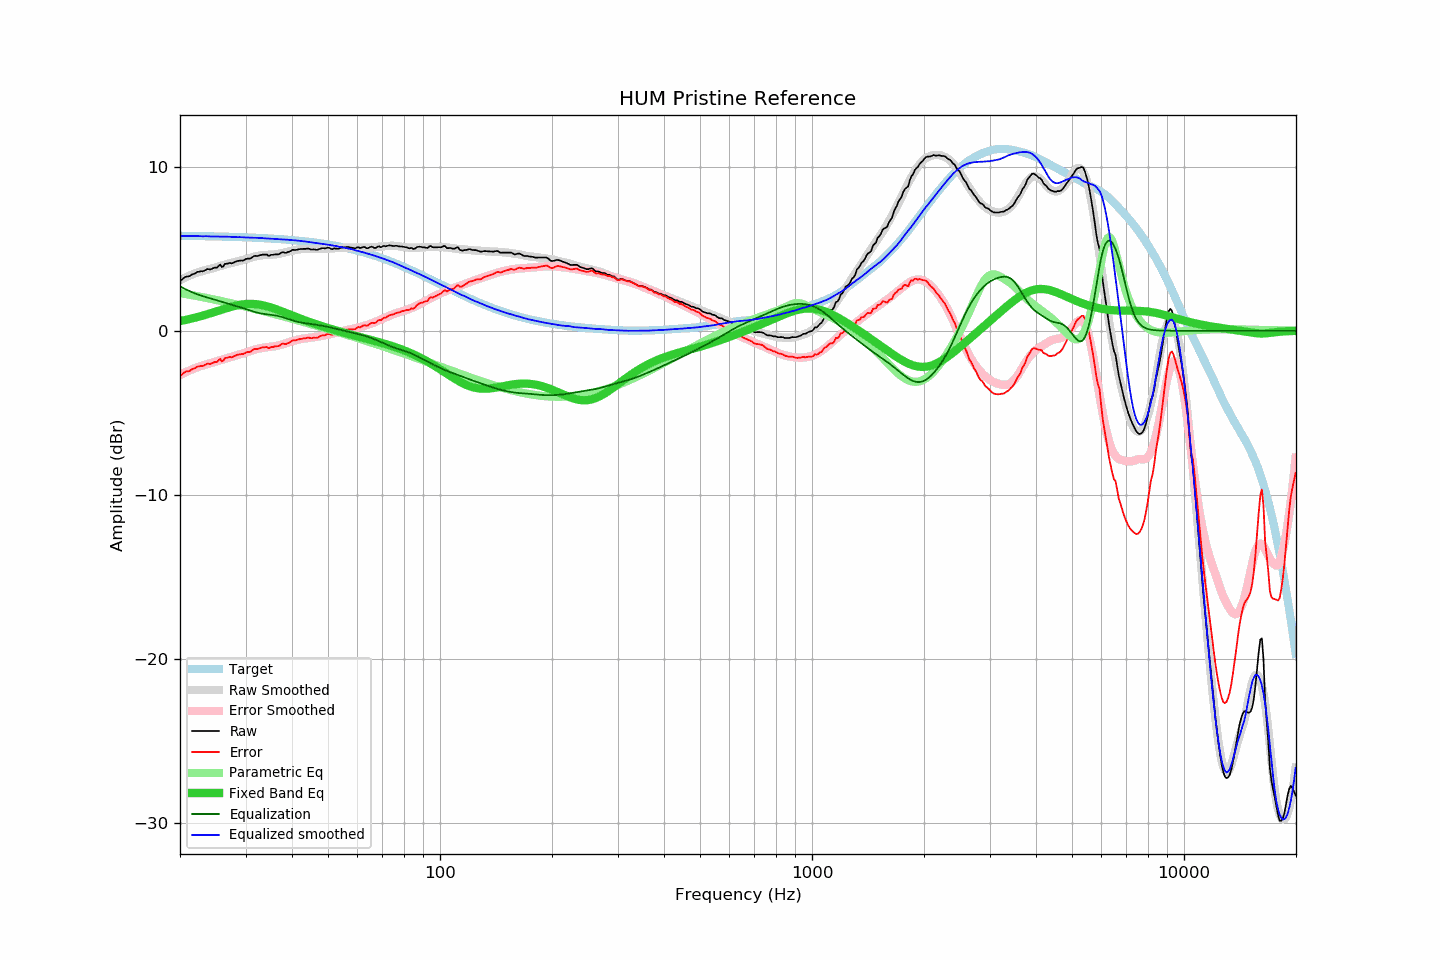 HUM Pristine Reference
10
0
−10
−20
−30
Amplitude (dBr)
Target
Raw Smoothed
Error Smoothed
Raw
Error
Parametric Eq
Fixed Band Eq
Equalization
Equalized smoothed
100
1000
10000
Frequency (Hz)